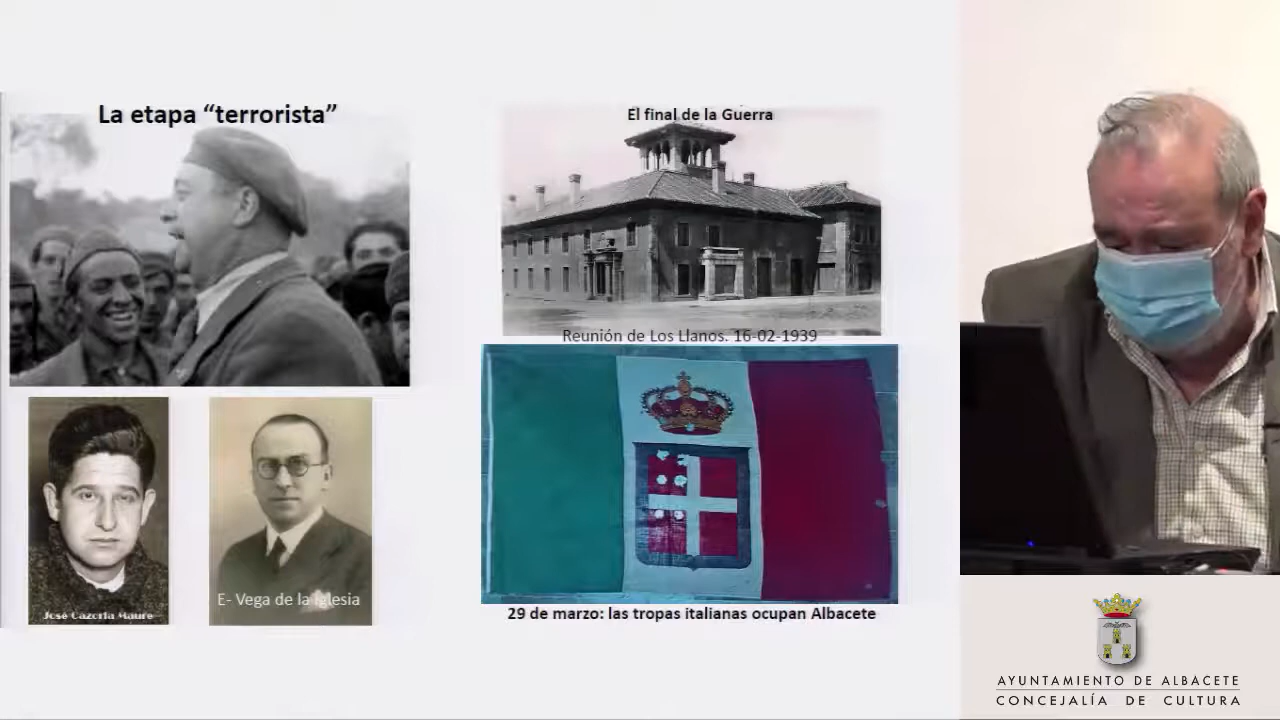 La etapa “terrorista”
José Cazorla Maure
E- Vega de la Iglesia
El final de la Guerra
Reunión de Los Llanos. 16-02-1939
29 de marzo: las tropas italianas ocupan Albacete
AYUNTAMIENTO DE ALBACETE
CONCEJALÍA DE CULTURA